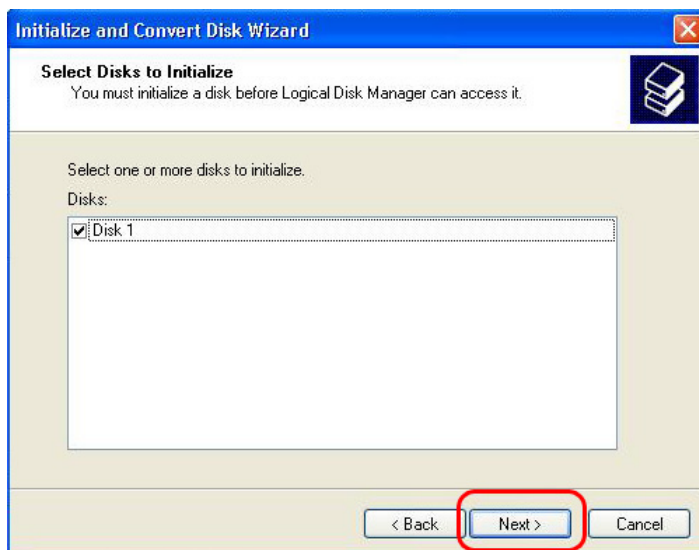 Initialize and Convert Disk Wizard
Select Disks to Initialize
You must initialize a disk before Logical Disk Manager can access it.
Select one or more disks to initialize.
Disks:
Disk 1
< Back Next > Cancel